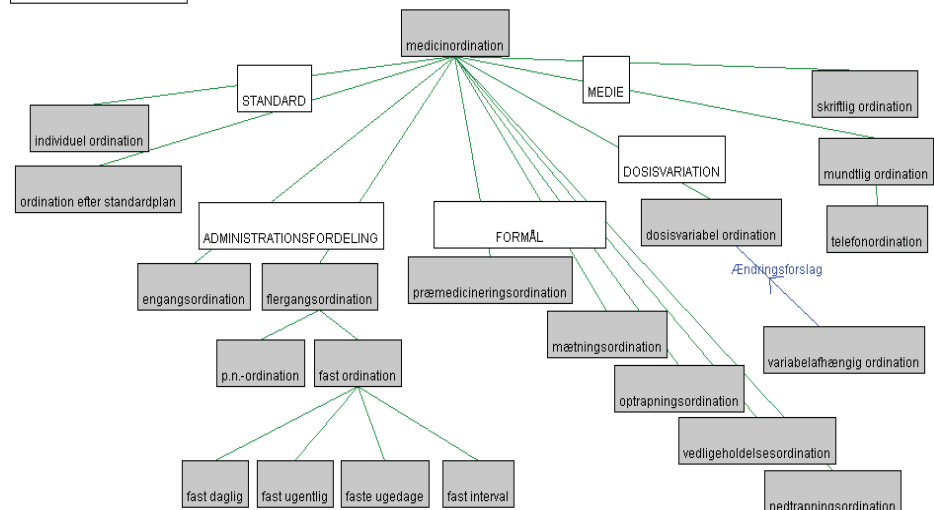 medicinordination
STANDARD
MEDIE
individuel ordination
skriftlig ordination
ordination efter standardplan
DOSISVARIATION
mundtlig ordination
ADMINISTRATIONSFORDELING
FORMÅL
dosisvariabel ordination
telefonordination
Ændringsforslag
engangsordination
flergangsordination
præmedicineringsordination
mætningsordination
variabelafhængig ordination
p.n.-ordination
fast ordination
optrapningsordination
vedligeholdelsesordination
fast daglig
fast ugentlig
faste ugedage
fast interval
nedtrapningsordination